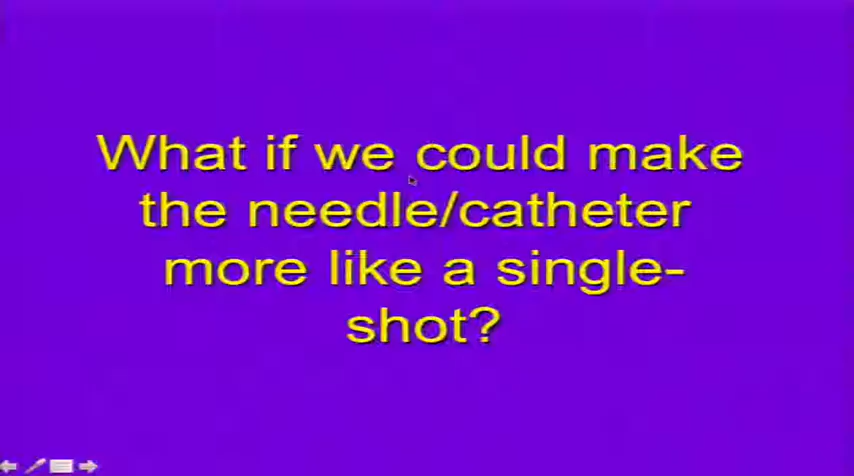 What if we could make
the needle/catheter
more like a single-
shot?